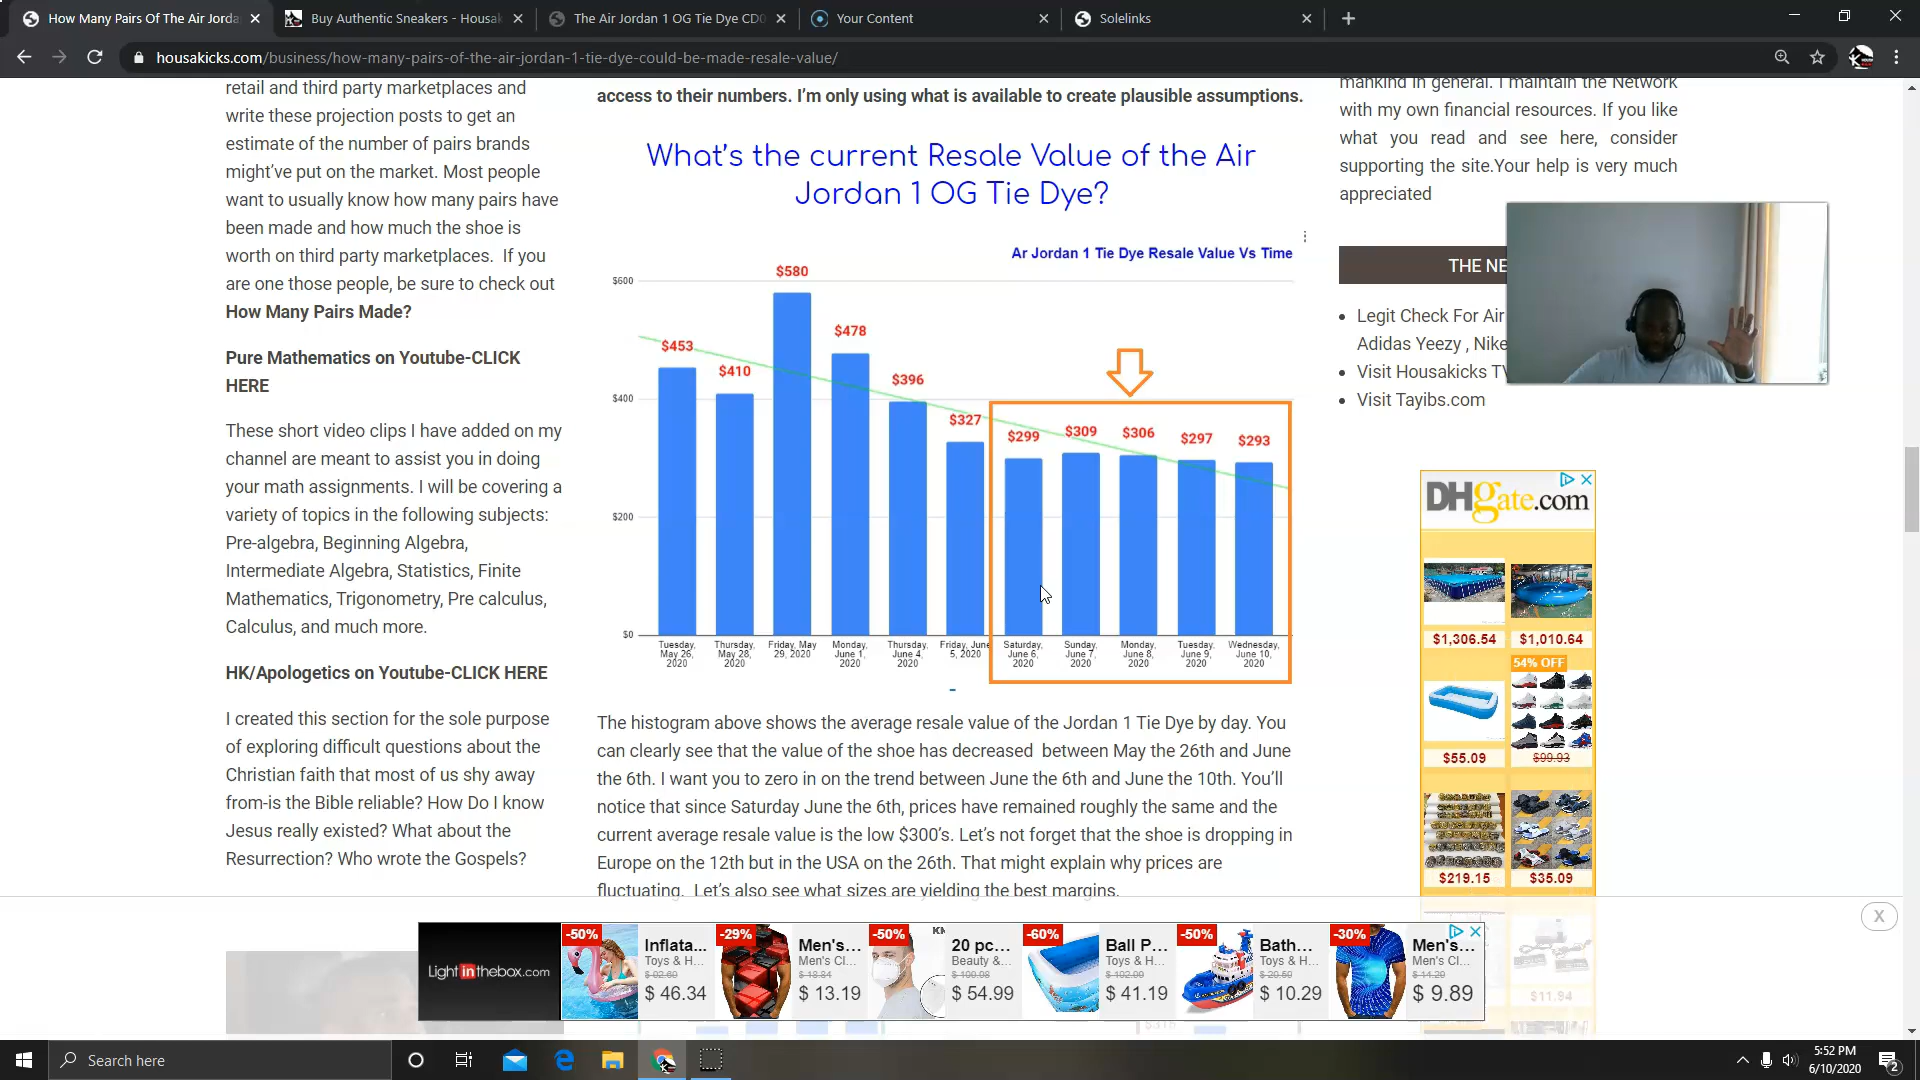 How Many Pairs Of The Air Jorda
Buy Authentic Sneakers - Housak
The Air Jordan 1 OG Tie Dye CD0
Your Content
Solelinks
housakicks.com/business/how-many-pairs-of-the-air-jordan-1-tie-dye-could-be-made-resale-value/
retail and third party marketplaces and
write these projection posts to get an
estimate of the number of pairs brands
might've put on the market. Most people
want to usually know how many pairs have
been made and how much the shoe is
worth on third party marketplaces. If you
are one those people, be sure to check out
How Many Pairs Made?
Pure Mathematics on Youtube-CLICK
HERE
These short video clips I have added on my
channel are meant to assist you in doing
your math assignments. I will be covering a
variety of topics in the following subjects:
Pre-algebra, Beginning Algebra,
Intermediate Algebra, Statistics, Finite
Mathematics, Trigonometry, Pre calculus,
Calculus, and much more.
HK/Apologetics on Youtube-CLICK HERE
I created this section for the sole purpose
of exploring difficult questions about the
Christian faith that most of us shy away
from-is the Bible reliable? How Do I know
Jesus really existed? What about the
Resurrection? Who wrote the Gospels?
access to their numbers. I'm only using what is available to create plausible assumptions.
What's the current Resale Value of the Air
Jordan 1 OG Tie Dye?
Ar Jordan 1 Tie Dye Resale Value Vs Time
$600
$400
$200
$0
$453
$410
$580
$478
$396
$327
$299
$309
$306
$297
$293
Tuesday, May 26, 2020
Thursday, May 28, 2020
Friday, May 29, 2020
Monday, June 1, 2020
Thursday, June 4, 2020
Friday, June 5, 2020
Saturday, June 6, 2020
Sunday, June 7, 2020
Monday, June 8, 2020
Tuesday, June 9, 2020
Wednesday, June 10, 2020
The histogram above shows the average resale value of the Jordan 1 Tie Dye by day. You
can clearly see that the value of the shoe has decreased between May the 26th and June
the 6th. I want you to zero in on the trend between June the 6th and June the 10th. You'll
notice that since Saturday June the 6th, prices have remained roughly the same and the
current average resale value is the low $300's. Let's not forget that the shoe is dropping in
Europe on the 12th but in the USA on the 26th. That might explain why prices are
fluctuating. Let's also see what sizes are yielding the best margins.
mankind in general. I maintain the Network
with my own financial resources. If you like
what you read and see here, consider
supporting the site.Your help is very much
appreciated
THE NE
Legit Check For Air
Adidas Yeezy , Nike
Visit Housakicks TV
Visit Tayibs.com
DHgate.com
$1,306.54
$1,010.64
54% OFF
$55.09
$99.93
$219.15
$35.09
$11.94
X
Light in thebox.com
-50%
Inflata...
Toys & H...
$ 46.34
-29%
Men's...
Men's Cl...
$ 13.19
-50%
20 pc...
Beauty &...
$ 54.99
-60%
Ball P...
Toys & H...
$ 41.19
-50%
Bath...
Toys & H...
$ 10.29
-30%
Men's...
Men's Cl...
$ 9.89
Search here
5:52 PM
6/10/2020
2